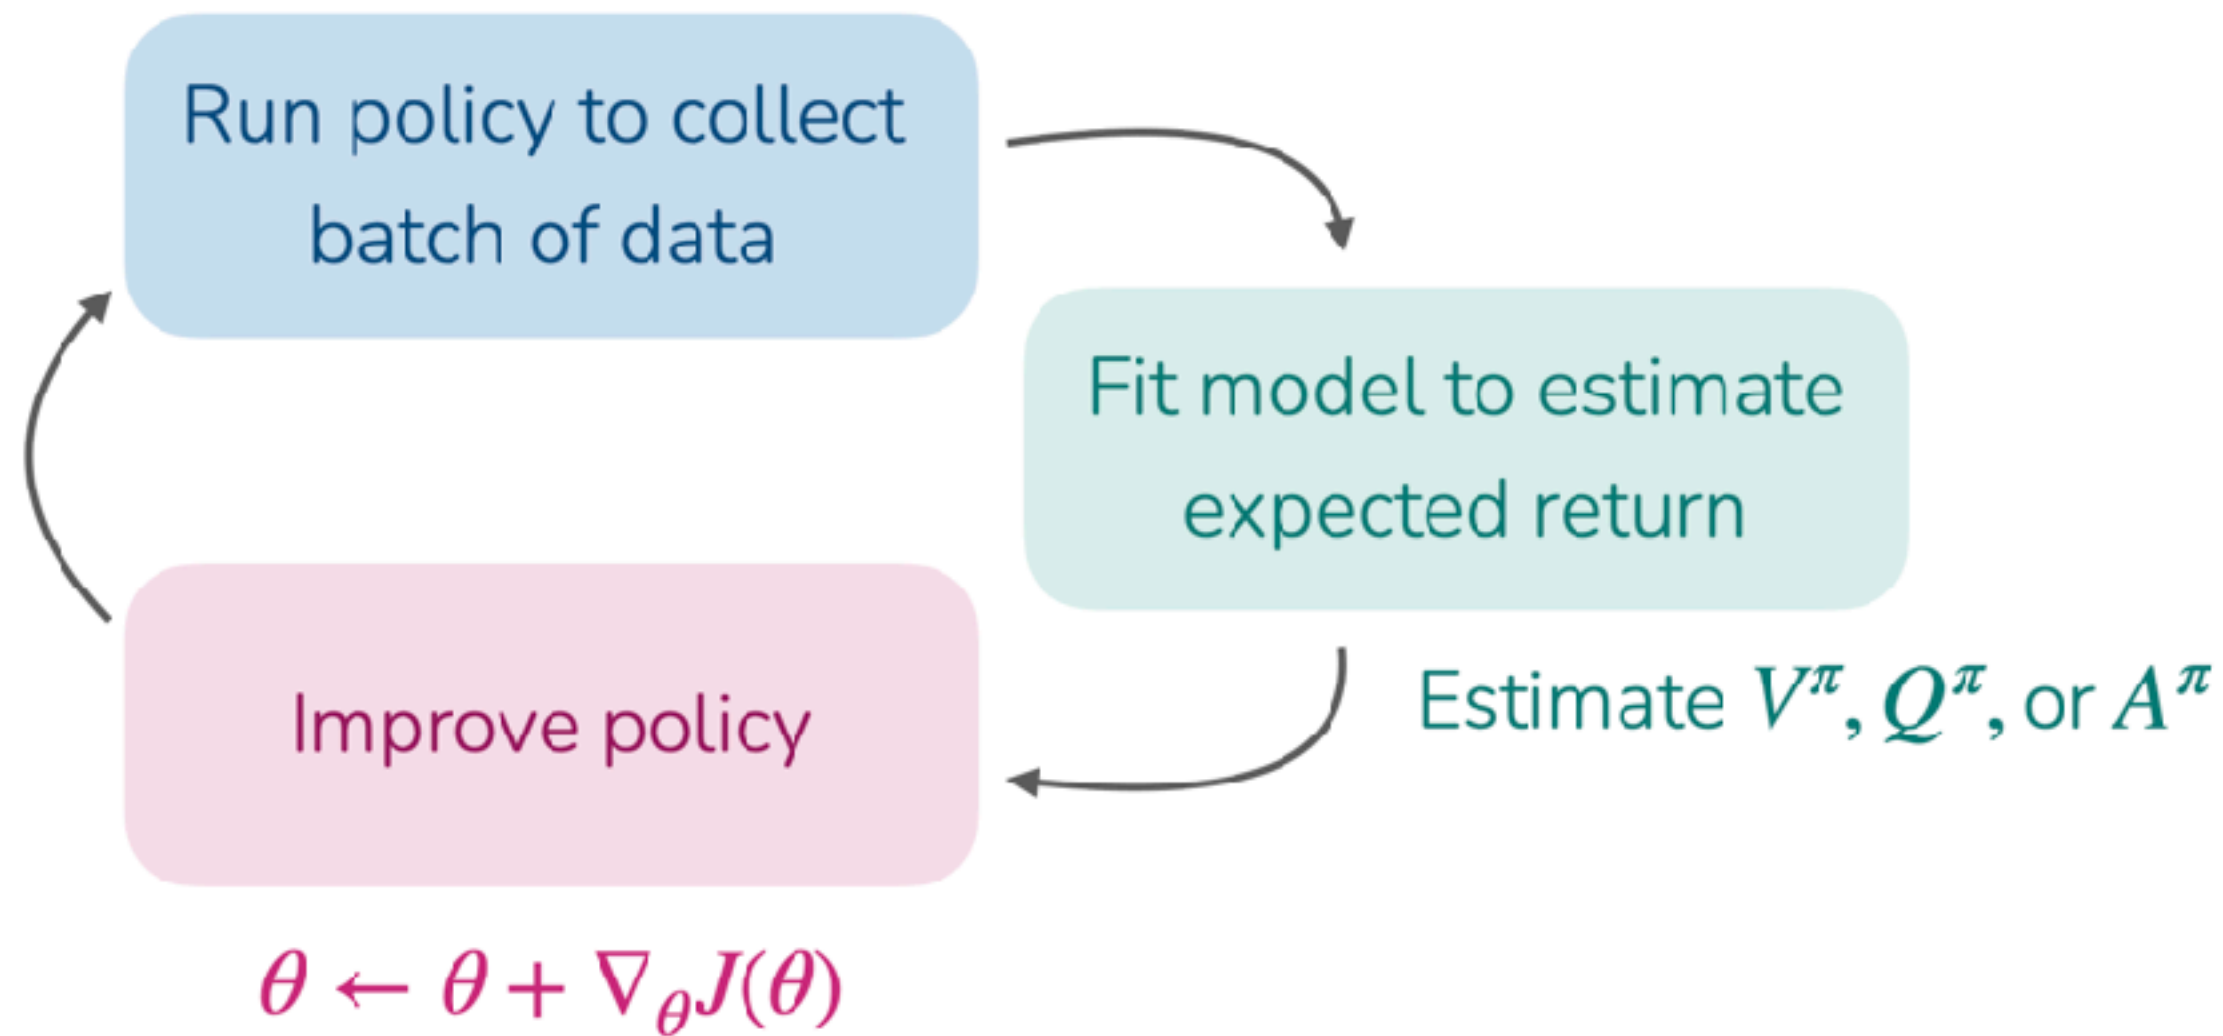 Run policy to collect
batch of data
Fit model to estimate
expected return
Estimate V^π, Q^π, or A^π
Improve policy
θ ← θ + ∇_θJ(θ)